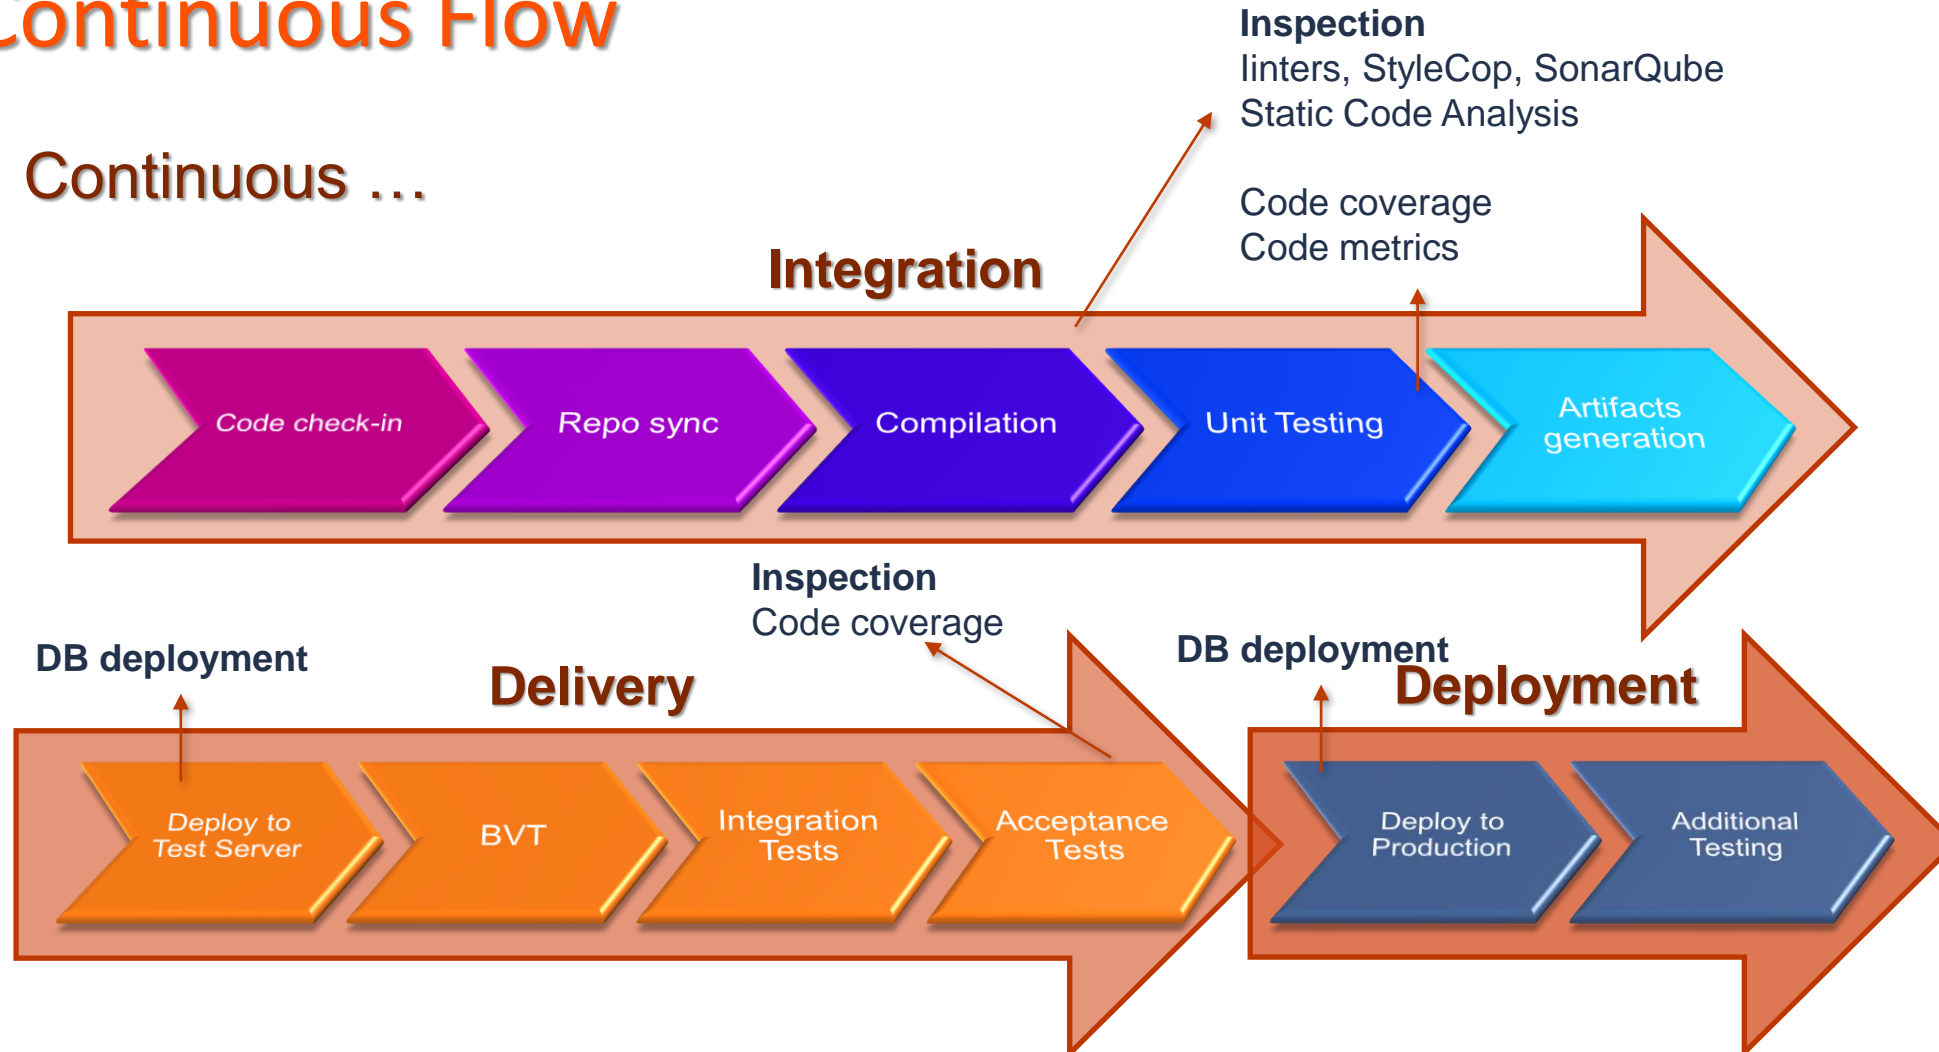 Continuous Flow
Continuous …
Inspection
linters, StyleCop, SonarQube
Static Code Analysis
Code coverage
Code metrics
Integration
Code check-in
Repo sync
Compilation
Unit Testing
Artifacts
generation
Inspection
Code coverage
DB deployment
Delivery
DB deployment
Deployment
Deploy to
Test Server
BVT
Integration
Tests
Acceptance
Tests
Deploy to
Production
Additional
Testing